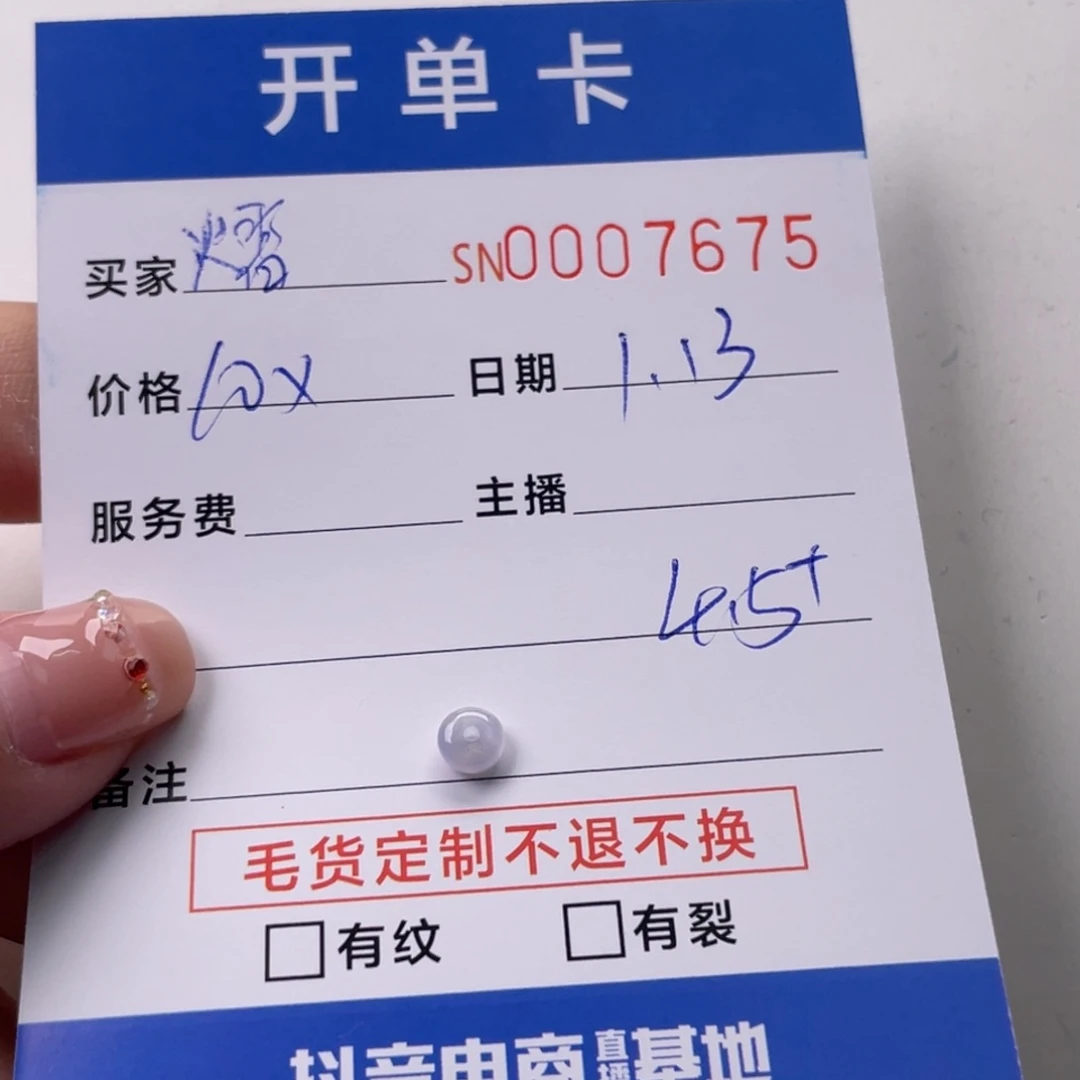 开单卡
买家 SN0007675
价格 60x 日期 1.13
服务费 主播
4.5+
备注
毛货定制不退不换
□有纹 □有裂
抖音电商直播基地